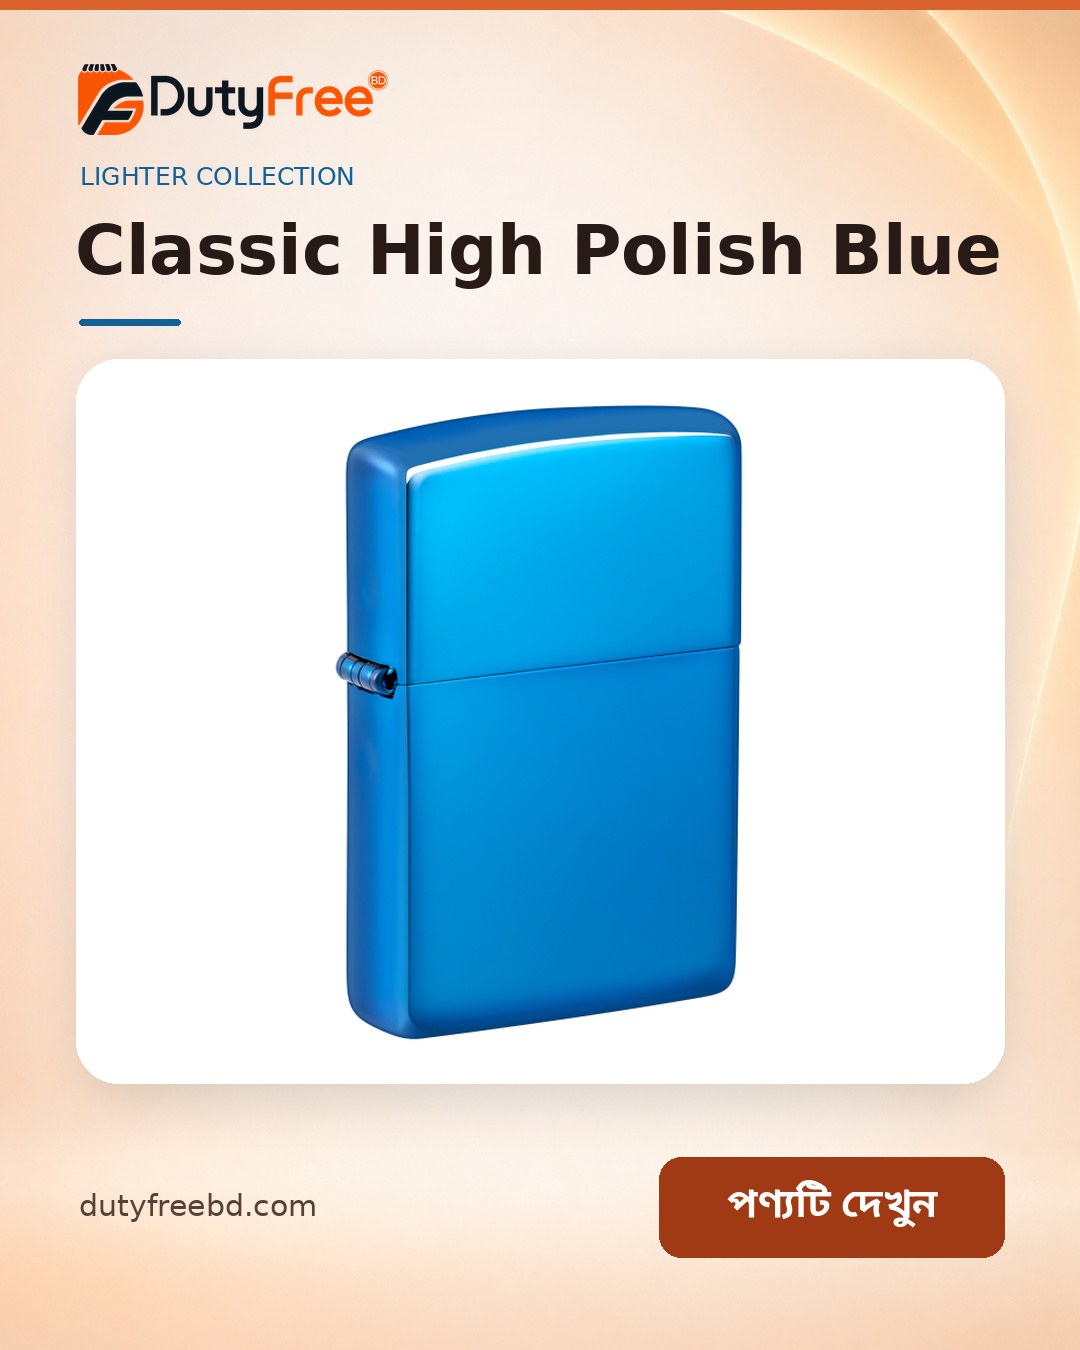 DutyFree BD
LIGHTER COLLECTION
Classic High Polish Blue
dutyfreebd.com
পণ্যটি দেখুন